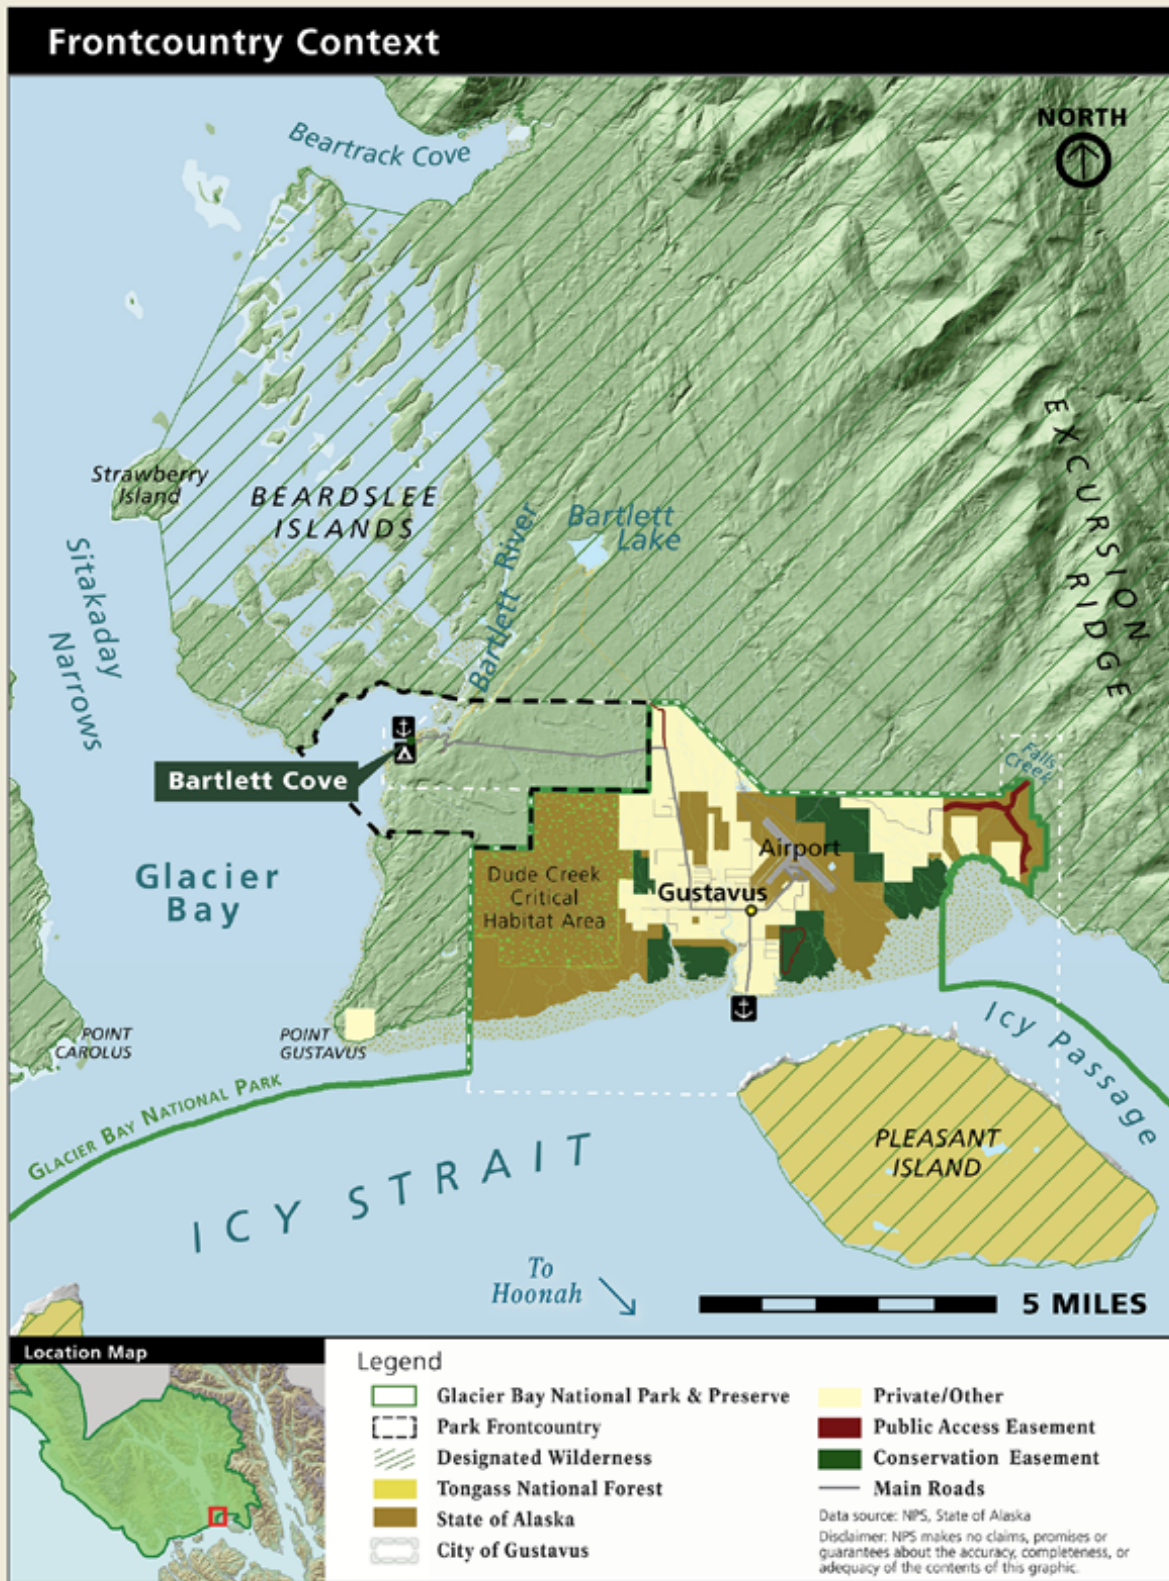 Frontcountry Context
Beartrack Cove
NORTH
EXCURSION
RIDGE
Strawberry
Island
BEARDSLEE
ISLANDS
Bartlett
Lake
Bartlett River
Sitakaday
Narrows
Bartlett Cove
Falls
Creek
Airport
Glacier
Bay
Dude Creek
Critical
Habitat Area
Gustavus
POINT
CAROLUS
POINT
GUSTAVUS
Icy Passage
GLACIER BAY NATIONAL PARK
PLEASANT
ISLAND
ICY STRAIT
To
Hoonah
5 MILES
Location Map
Legend
Glacier Bay National Park & Preserve
Park Frontcountry
Designated Wilderness
Tongass National Forest
State of Alaska
City of Gustavus
Private/Other
Public Access Easement
Conservation Easement
Main Roads
Data source: NPS, State of Alaska
Disclaimer: NPS makes no claims, promises or
guarantees about the accuracy, completeness, or
adequacy of the contents of this graphic.